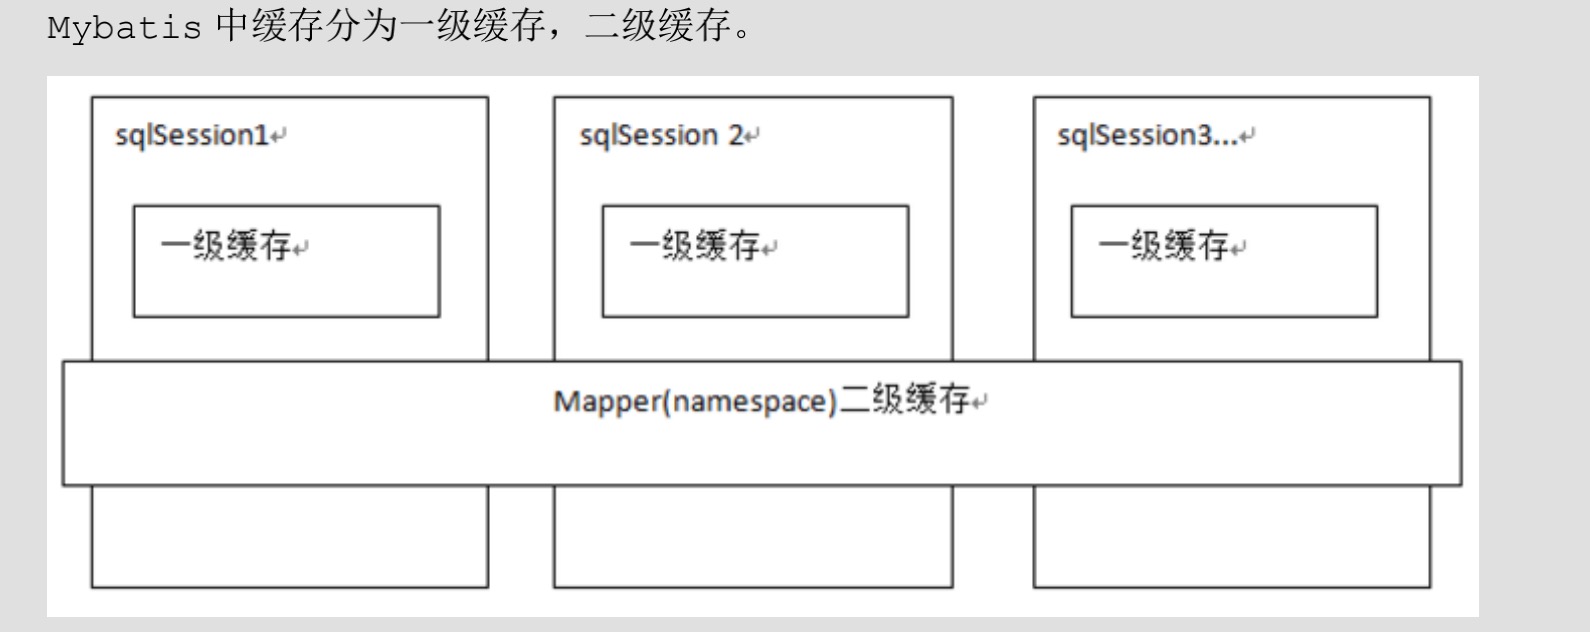 Mybatis 中缓存分为一级缓存，二级缓存。
sqlSession1↵
sqlSession 2↵
sqlSession3...↵
一级缓存↵
一级缓存↵
一级缓存↵
Mapper(namespace)二级缓存↵